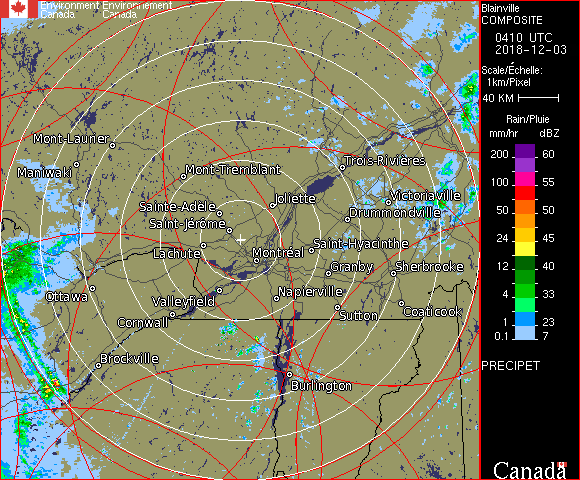 Environment Environnement
Canada Canada
Blainville
COMPOSITE
0410 UTC
2018-12-03
Scale/Échelle:
1km/Pixel
40 KM
Rain/Pluie
mm/hr dBZ
200 60
150 57
100 55
50 50
24 45
12 40
4 33
1 23
0.1 7
PRECIPET
Canada
Mont-Laurier
Maniwaki
Mont-Tremblant
Trois-Rivières
Sainte-Adèle
Joliette
Victoriaville
Saint-Jérôme
Drummondville
Lachute
Montréal
Saint-Hyacinthe
Granby
Sherbrooke
Ottawa
Valleyfield
Napierville
Cornwall
Sutton
Coaticook
Brockville
Burlington